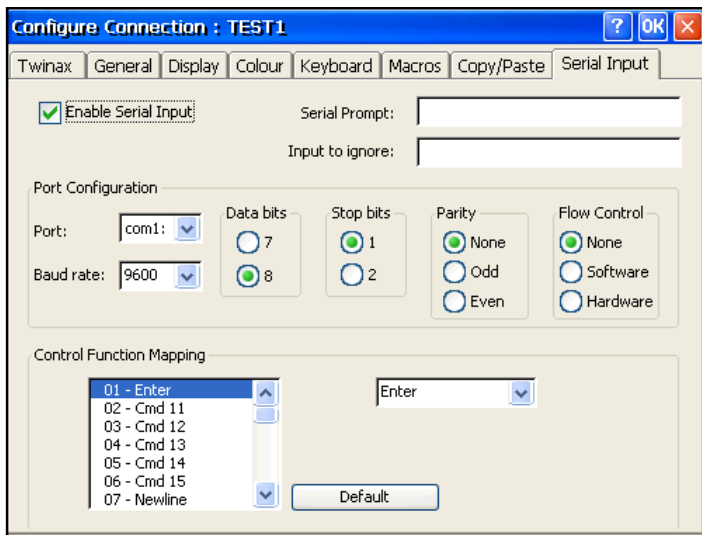 Configure Connection : TEST1 ? OK
Twinax General Display Colour Keyboard Macros Copy/Paste Serial Input
Enable Serial Input
Serial Prompt:
Input to ignore:
Port Configuration
Port: com1:
Baud rate: 9600
Data bits
7
8
Stop bits
1
2
Parity
None
Odd
Even
Flow Control
None
Software
Hardware
Control Function Mapping
01 - Enter
02 - Cmd 11
03 - Cmd 12
04 - Cmd 13
05 - Cmd 14
06 - Cmd 15
07 - Newline
Enter
Default